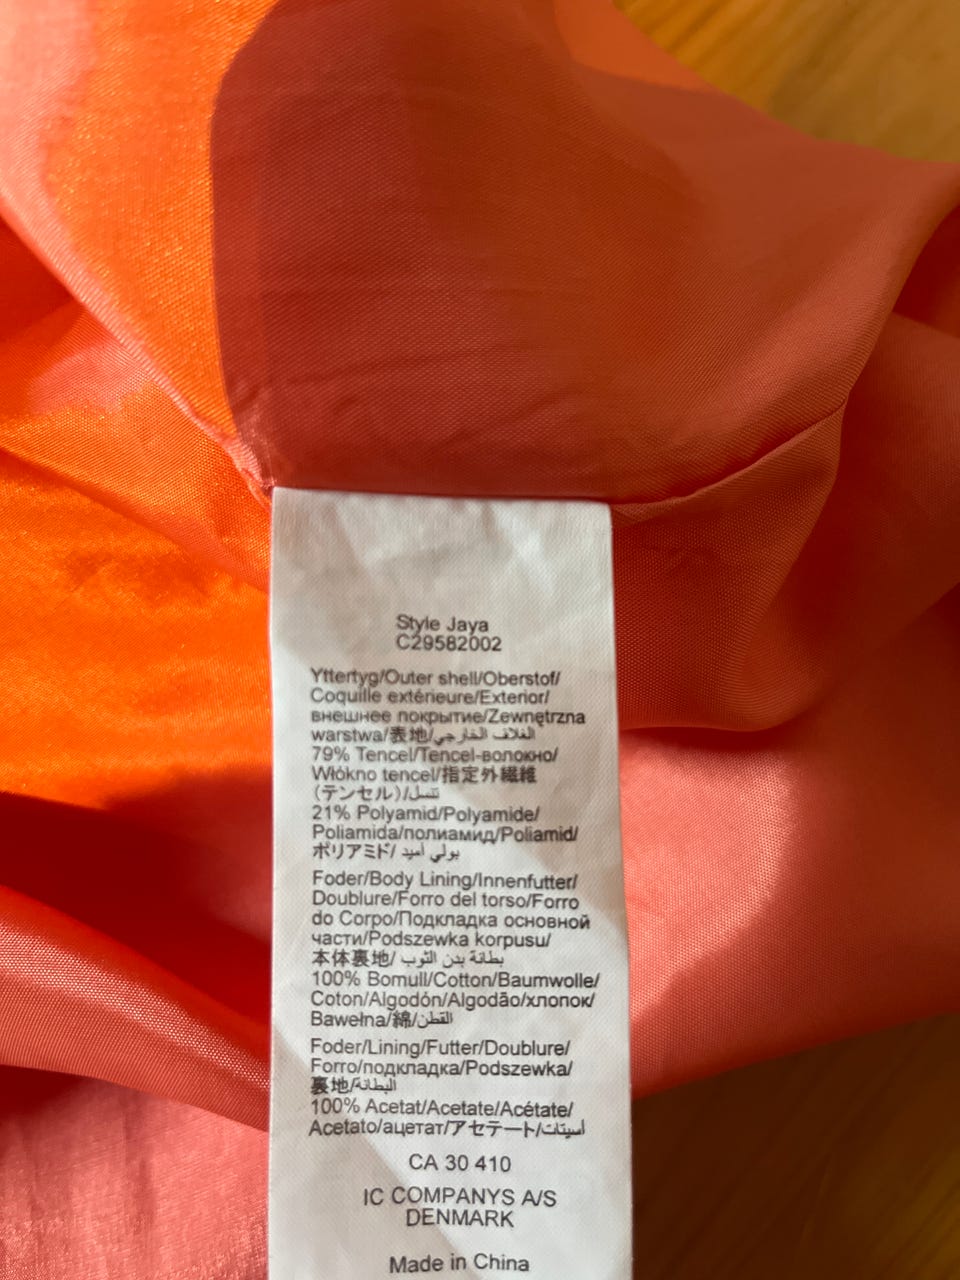 Style Jaya
C29582002
Yttertyg/Outer shell/Oberstof/
Coquille extérieure/Exterior/
внешнее покрытие/Zewnętrzna
warstwa/表地/الغلاف الخارجي
79% Tencel/Tencel-волокно/
Włókno tencel/指定外繊維
(テンセル)/تنسل
21% Polyamid/Polyamide/
Poliamida/полиамид/Poliamid/
ポリアミド/ بولي أميد
Foder/Body Lining/Innenfutter/
Doublure/Forro del torso/Forro
do Corpo/Подкладка основной
части/Podszewka korpusu/
本体裏地/ بطانة بدن الثوب
100% Bomull/Cotton/Baumwolle/
Coton/Algodón/Algodão/хлопок/
Bawełna/綿/القطن
Foder/Lining/Futter/Doublure/
Forro/подкладка/Podszewka/
裏地/البطانة
100% Acetat/Acetate/Acétate/
Acetato/ацетат/アセテート/أسيتات
CA 30 410
IC COMPANYS A/S
DENMARK
Made in China